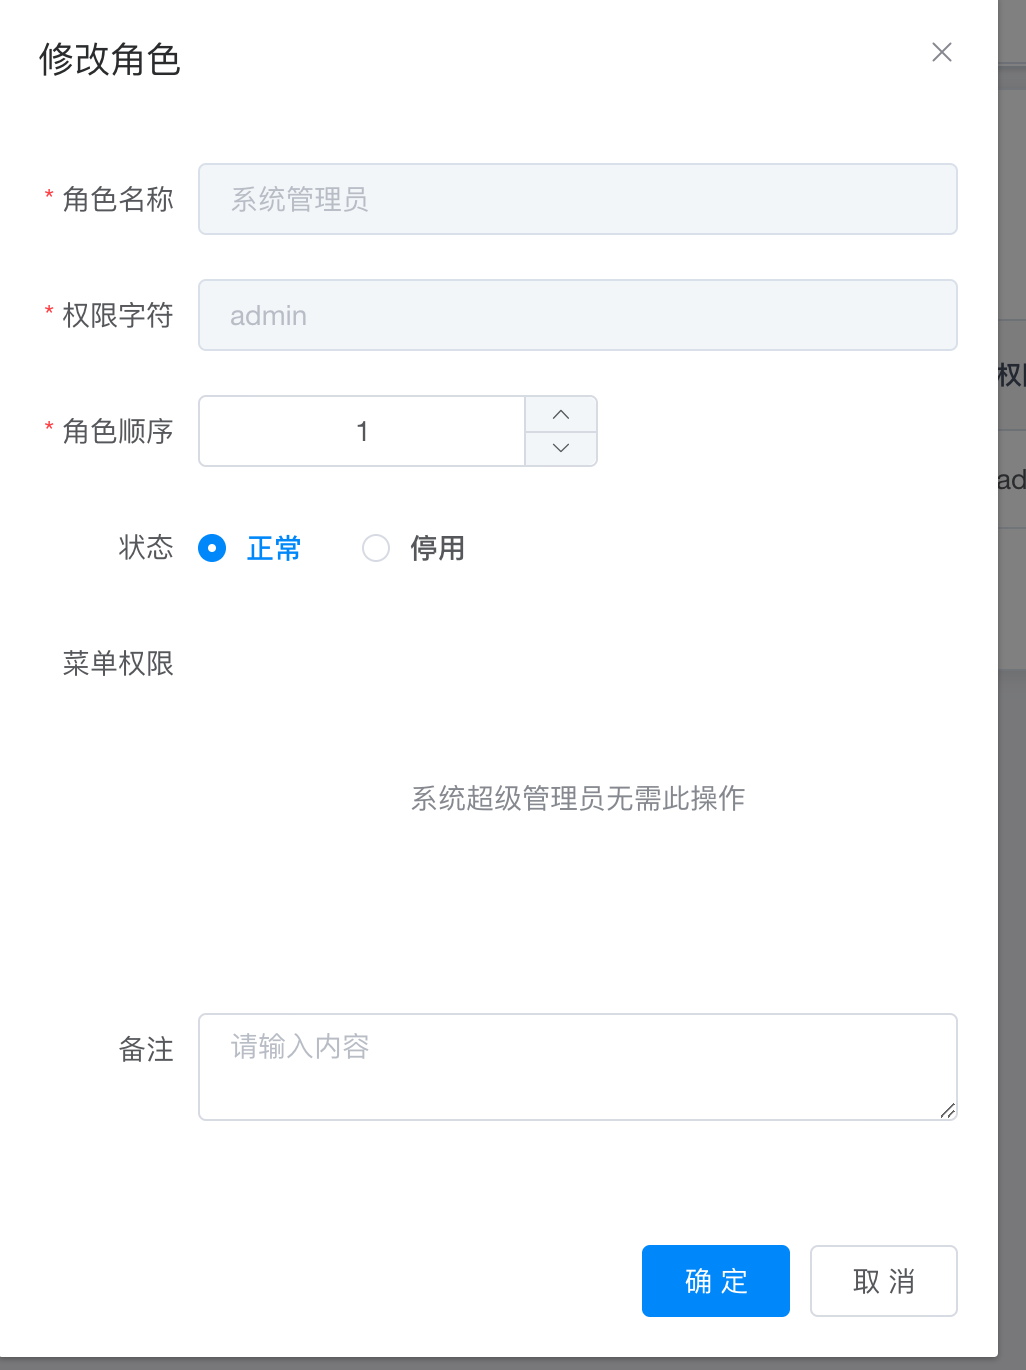 修改角色
* 角色名称 系统管理员
* 权限字符 admin
* 角色顺序 1
状态 正常 停用
菜单权限
系统超级管理员无需此操作
备注 请输入内容
确 定 取 消
ad